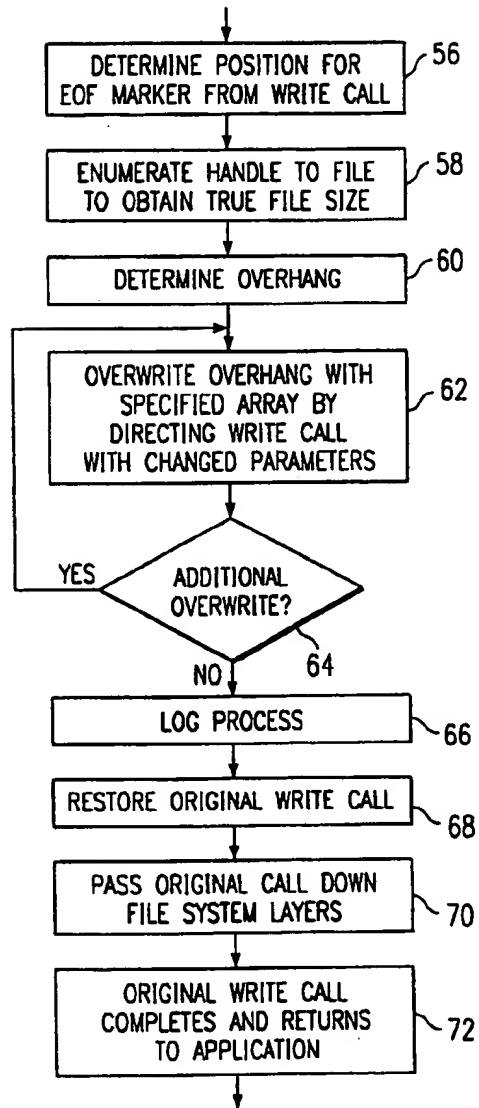 DETERMINE POSITION FOR
EOF MARKER FROM WRITE CALL
56
ENUMERATE HANDLE TO FILE
TO OBTAIN TRUE FILE SIZE
58
DETERMINE OVERHANG
60
OVERWRITE OVERHANG WITH
SPECIFIED ARRAY BY
DIRECTING WRITE CALL
WITH CHANGED PARAMETERS
62
YES
ADDITIONAL
OVERWRITE?
64
NO
LOG PROCESS
66
RESTORE ORIGINAL WRITE CALL
68
PASS ORIGINAL CALL DOWN
FILE SYSTEM LAYERS
70
ORIGINAL WRITE CALL
COMPLETES AND RETURNS
TO APPLICATION
72